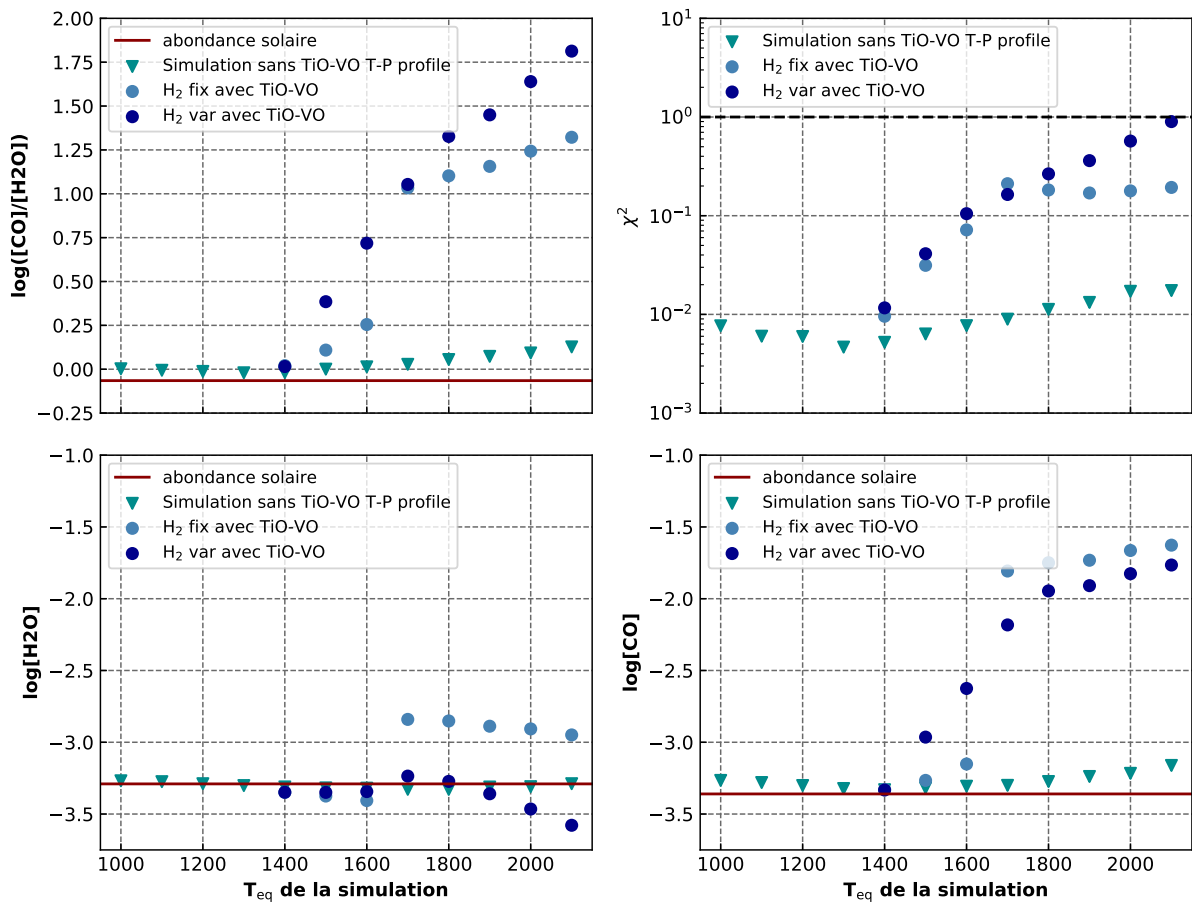 2.00
1.75
1.50
1.25
1.00
0.75
0.50
0.25
0.00
−0.25
log([CO]/[H2O])
abondance solaire
Simulation sans TiO-VO T-P profile
H₂ fix avec TiO-VO
H₂ var avec TiO-VO
10¹
10⁰
10⁻¹
10⁻²
10⁻³
χ²
Simulation sans TiO-VO T-P profile
H₂ fix avec TiO-VO
H₂ var avec TiO-VO
−1.0
−1.5
−2.0
−2.5
−3.0
−3.5
log[H2O]
abondance solaire
Simulation sans TiO-VO T-P profile
H₂ fix avec TiO-VO
H₂ var avec TiO-VO
1000 1200 1400 1600 1800 2000
T_eq de la simulation
−1.0
−1.5
−2.0
−2.5
−3.0
−3.5
log[CO]
abondance solaire
Simulation sans TiO-VO T-P profile
H₂ fix avec TiO-VO
H₂ var avec TiO-VO
1000 1200 1400 1600 1800 2000
T_eq de la simulation